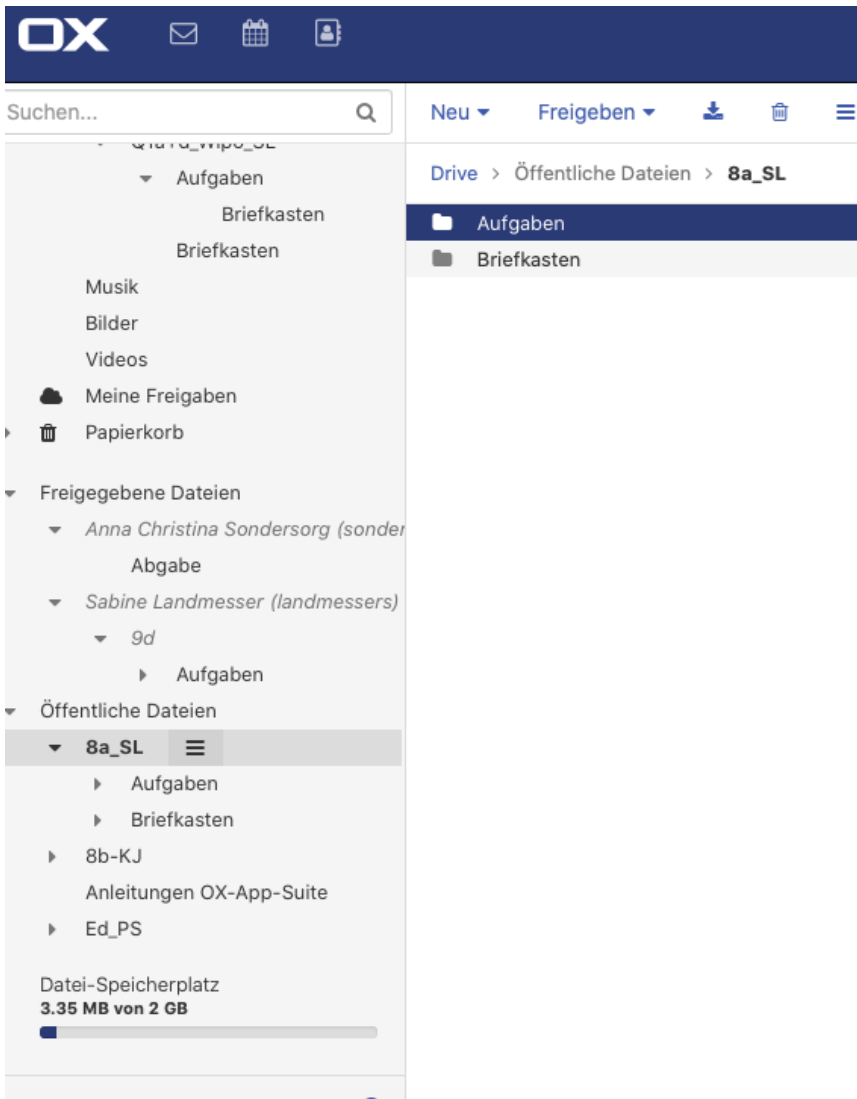 OX
Suchen...
Aufgaben
Briefkasten
Briefkasten
Musik
Bilder
Videos
Meine Freigaben
Papierkorb
Freigegebene Dateien
Anna Christina Sondersorg (sonder
Abgabe
Sabine Landmesser (landmessers)
9d
Aufgaben
Öffentliche Dateien
8a_SL
Aufgaben
Briefkasten
8b-KJ
Anleitungen OX-App-Suite
Ed_PS
Datei-Speicherplatz
3.35 MB von 2 GB
Neu Freigeben
Drive > Öffentliche Dateien > 8a_SL
Aufgaben
Briefkasten